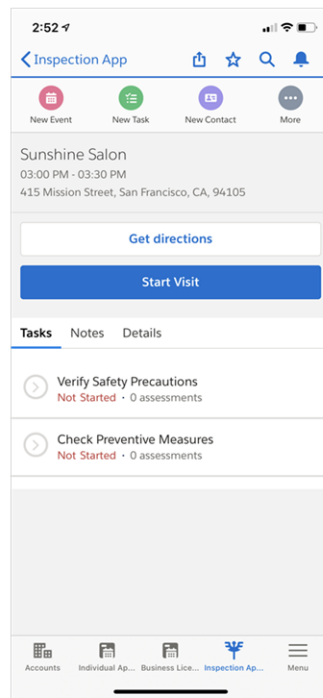 2:52
Inspection App
New Event New Task New Contact More
Sunshine Salon
03:00 PM - 03:30 PM
415 Mission Street, San Francisco, CA, 94105
Get directions
Start Visit
Tasks Notes Details
Verify Safety Precautions
Not Started • 0 assessments
Check Preventive Measures
Not Started • 0 assessments
Accounts Individual Ap... Business Lice... Inspection Ap... Menu